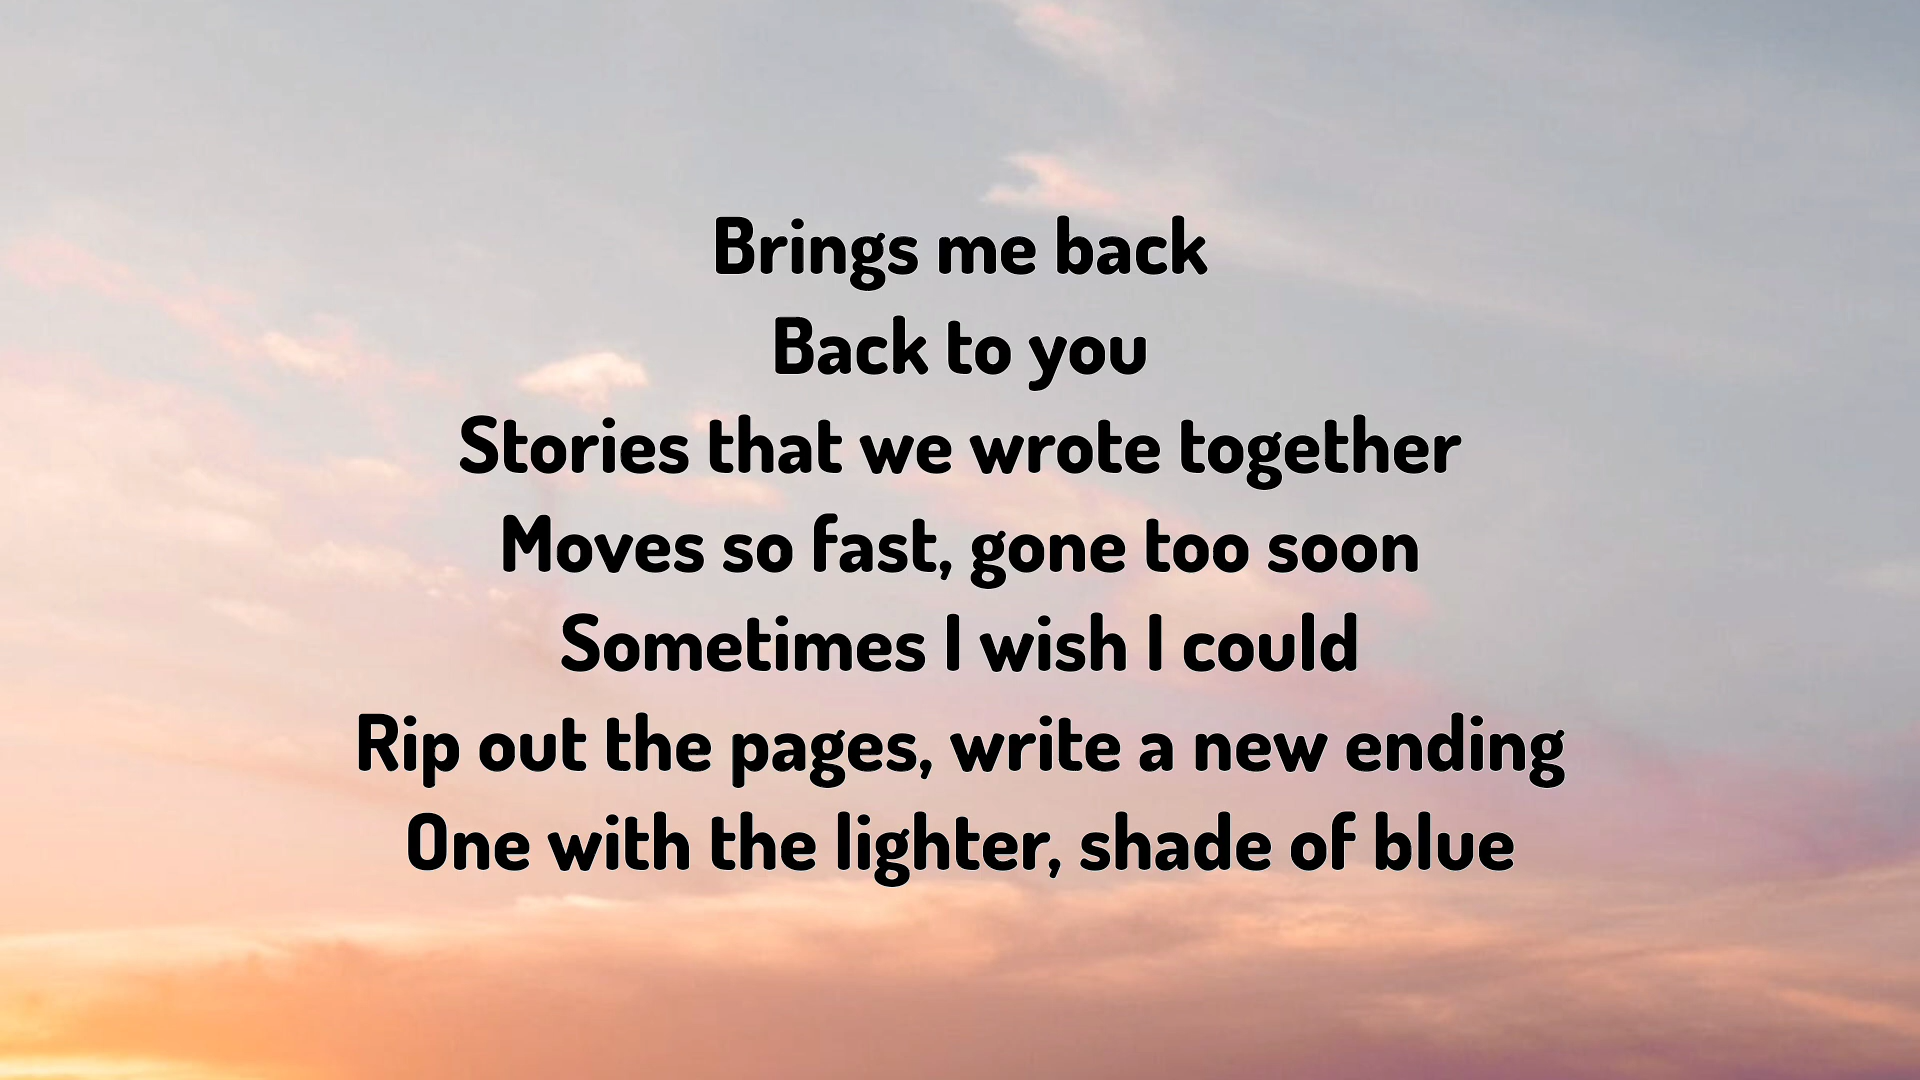 Brings me back
Back to you
Stories that we wrote together
Moves so fast, gone too soon
Sometimes I wish I could
Rip out the pages, write a new ending
One with the lighter, shade of blue